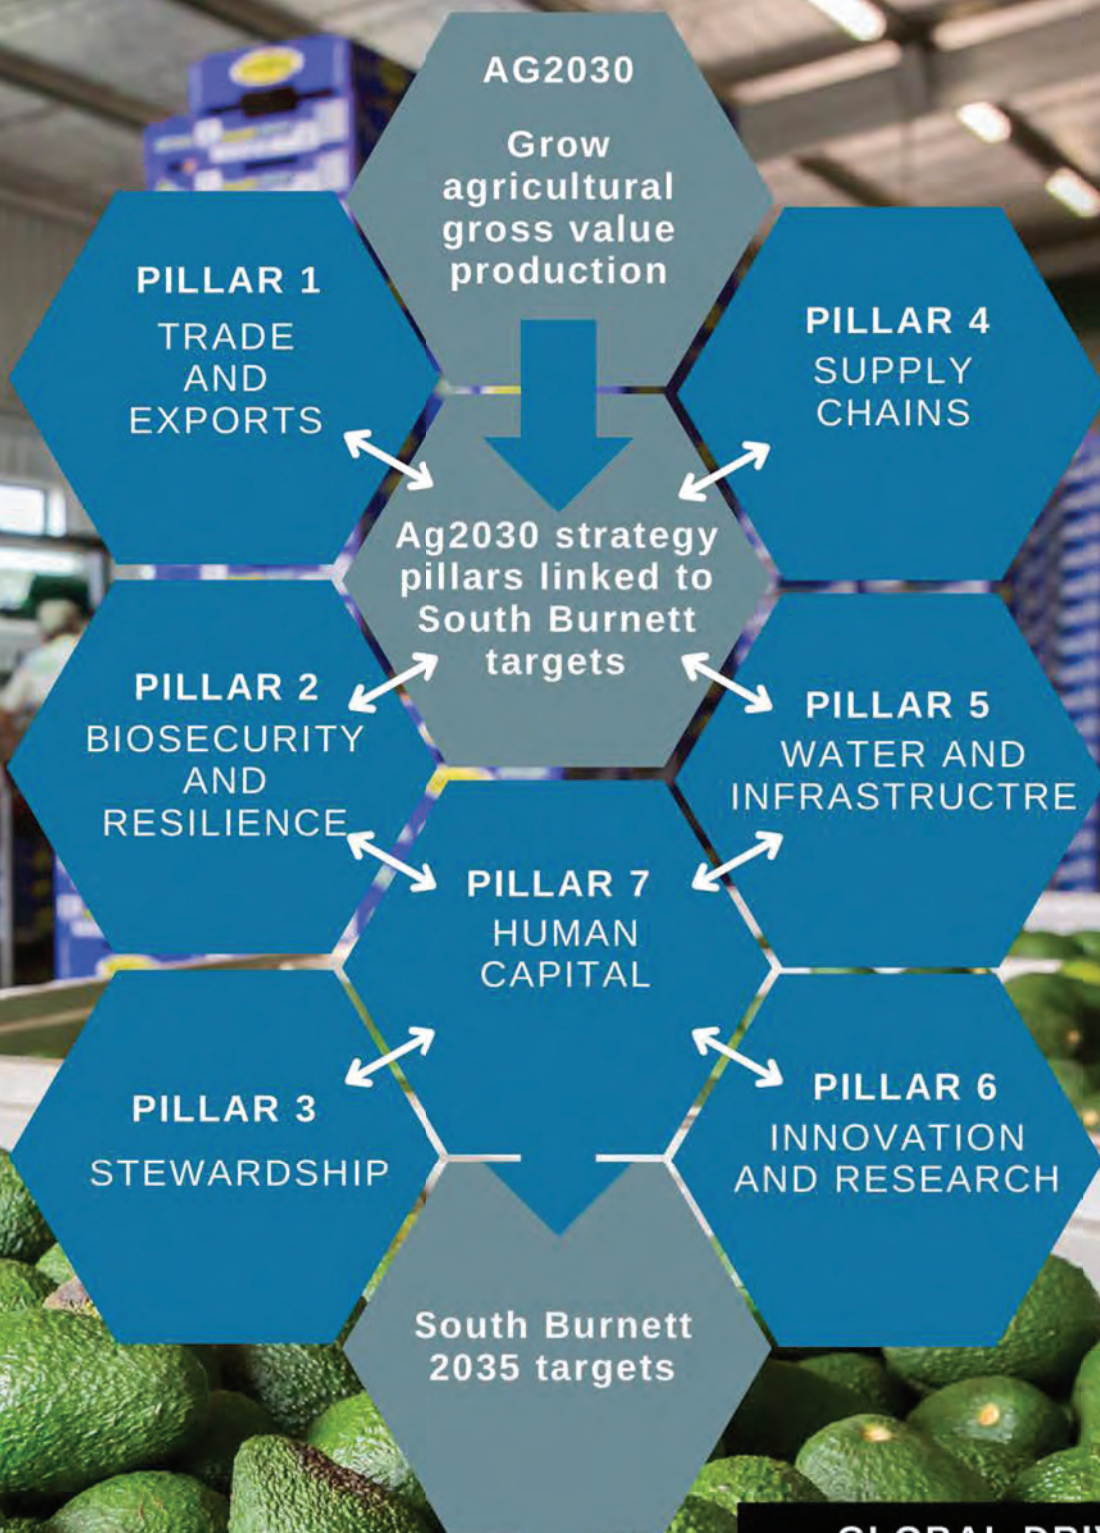 AG2030
Grow
agricultural
gross value
production
PILLAR 1
TRADE
AND
EXPORTS
PILLAR 4
SUPPLY
CHAINS
Ag2030 strategy
pillars linked to
South Burnett
targets
PILLAR 2
BIOSECURITY
AND
RESILIENCE
PILLAR 5
WATER AND
INFRASTRUCTRE
PILLAR 7
HUMAN
CAPITAL
PILLAR 3
STEWARDSHIP
PILLAR 6
INNOVATION
AND RESEARCH
South Burnett
2035 targets